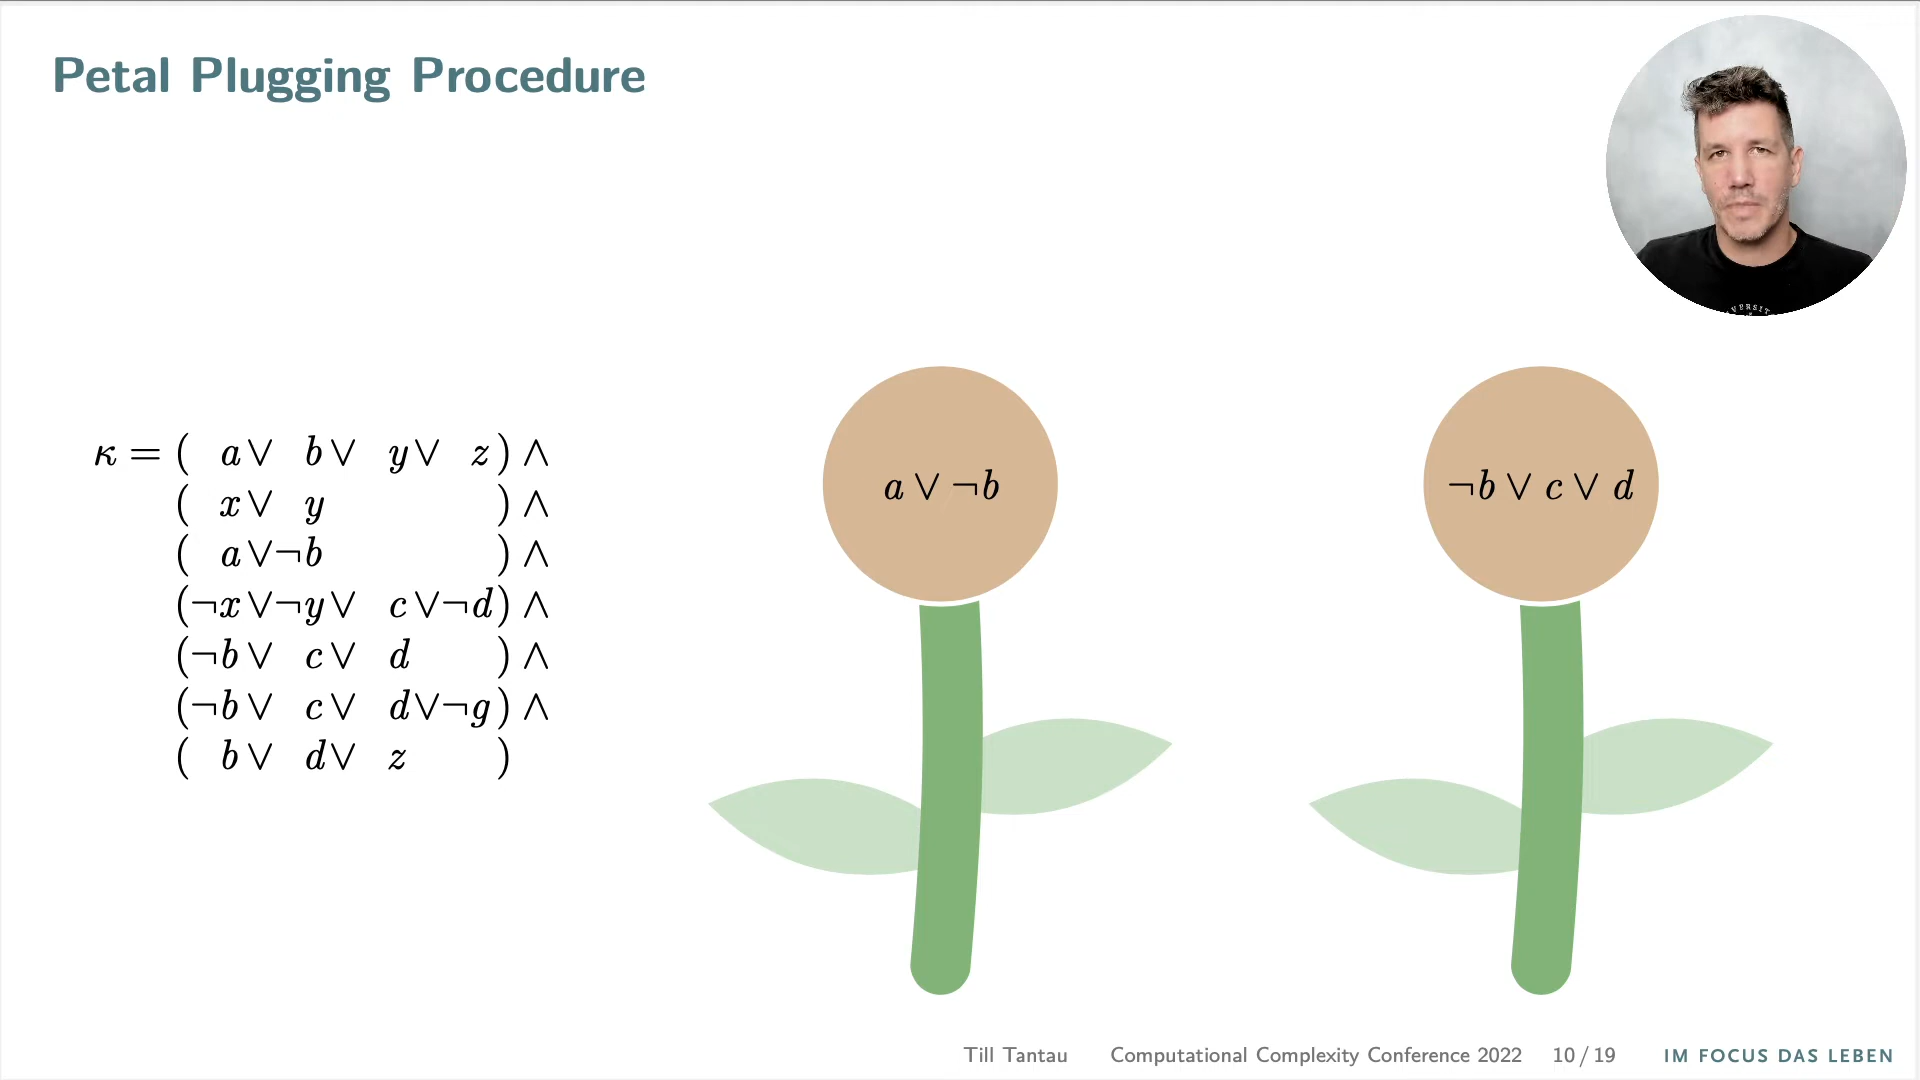 Petal Plugging Procedure
κ = ( a ∨ b ∨ y ∨ z ) ∧
( x ∨ y ) ∧
( a ∨ ¬b ) ∧
(¬x ∨ ¬y ∨ c ∨ ¬d) ∧
(¬b ∨ c ∨ d ) ∧
(¬b ∨ c ∨ d ∨ ¬g) ∧
( b ∨ d ∨ z )
a ∨ ¬b
¬b ∨ c ∨ d
Till Tantau Computational Complexity Conference 2022 10 / 19 IM FOCUS DAS LEBEN